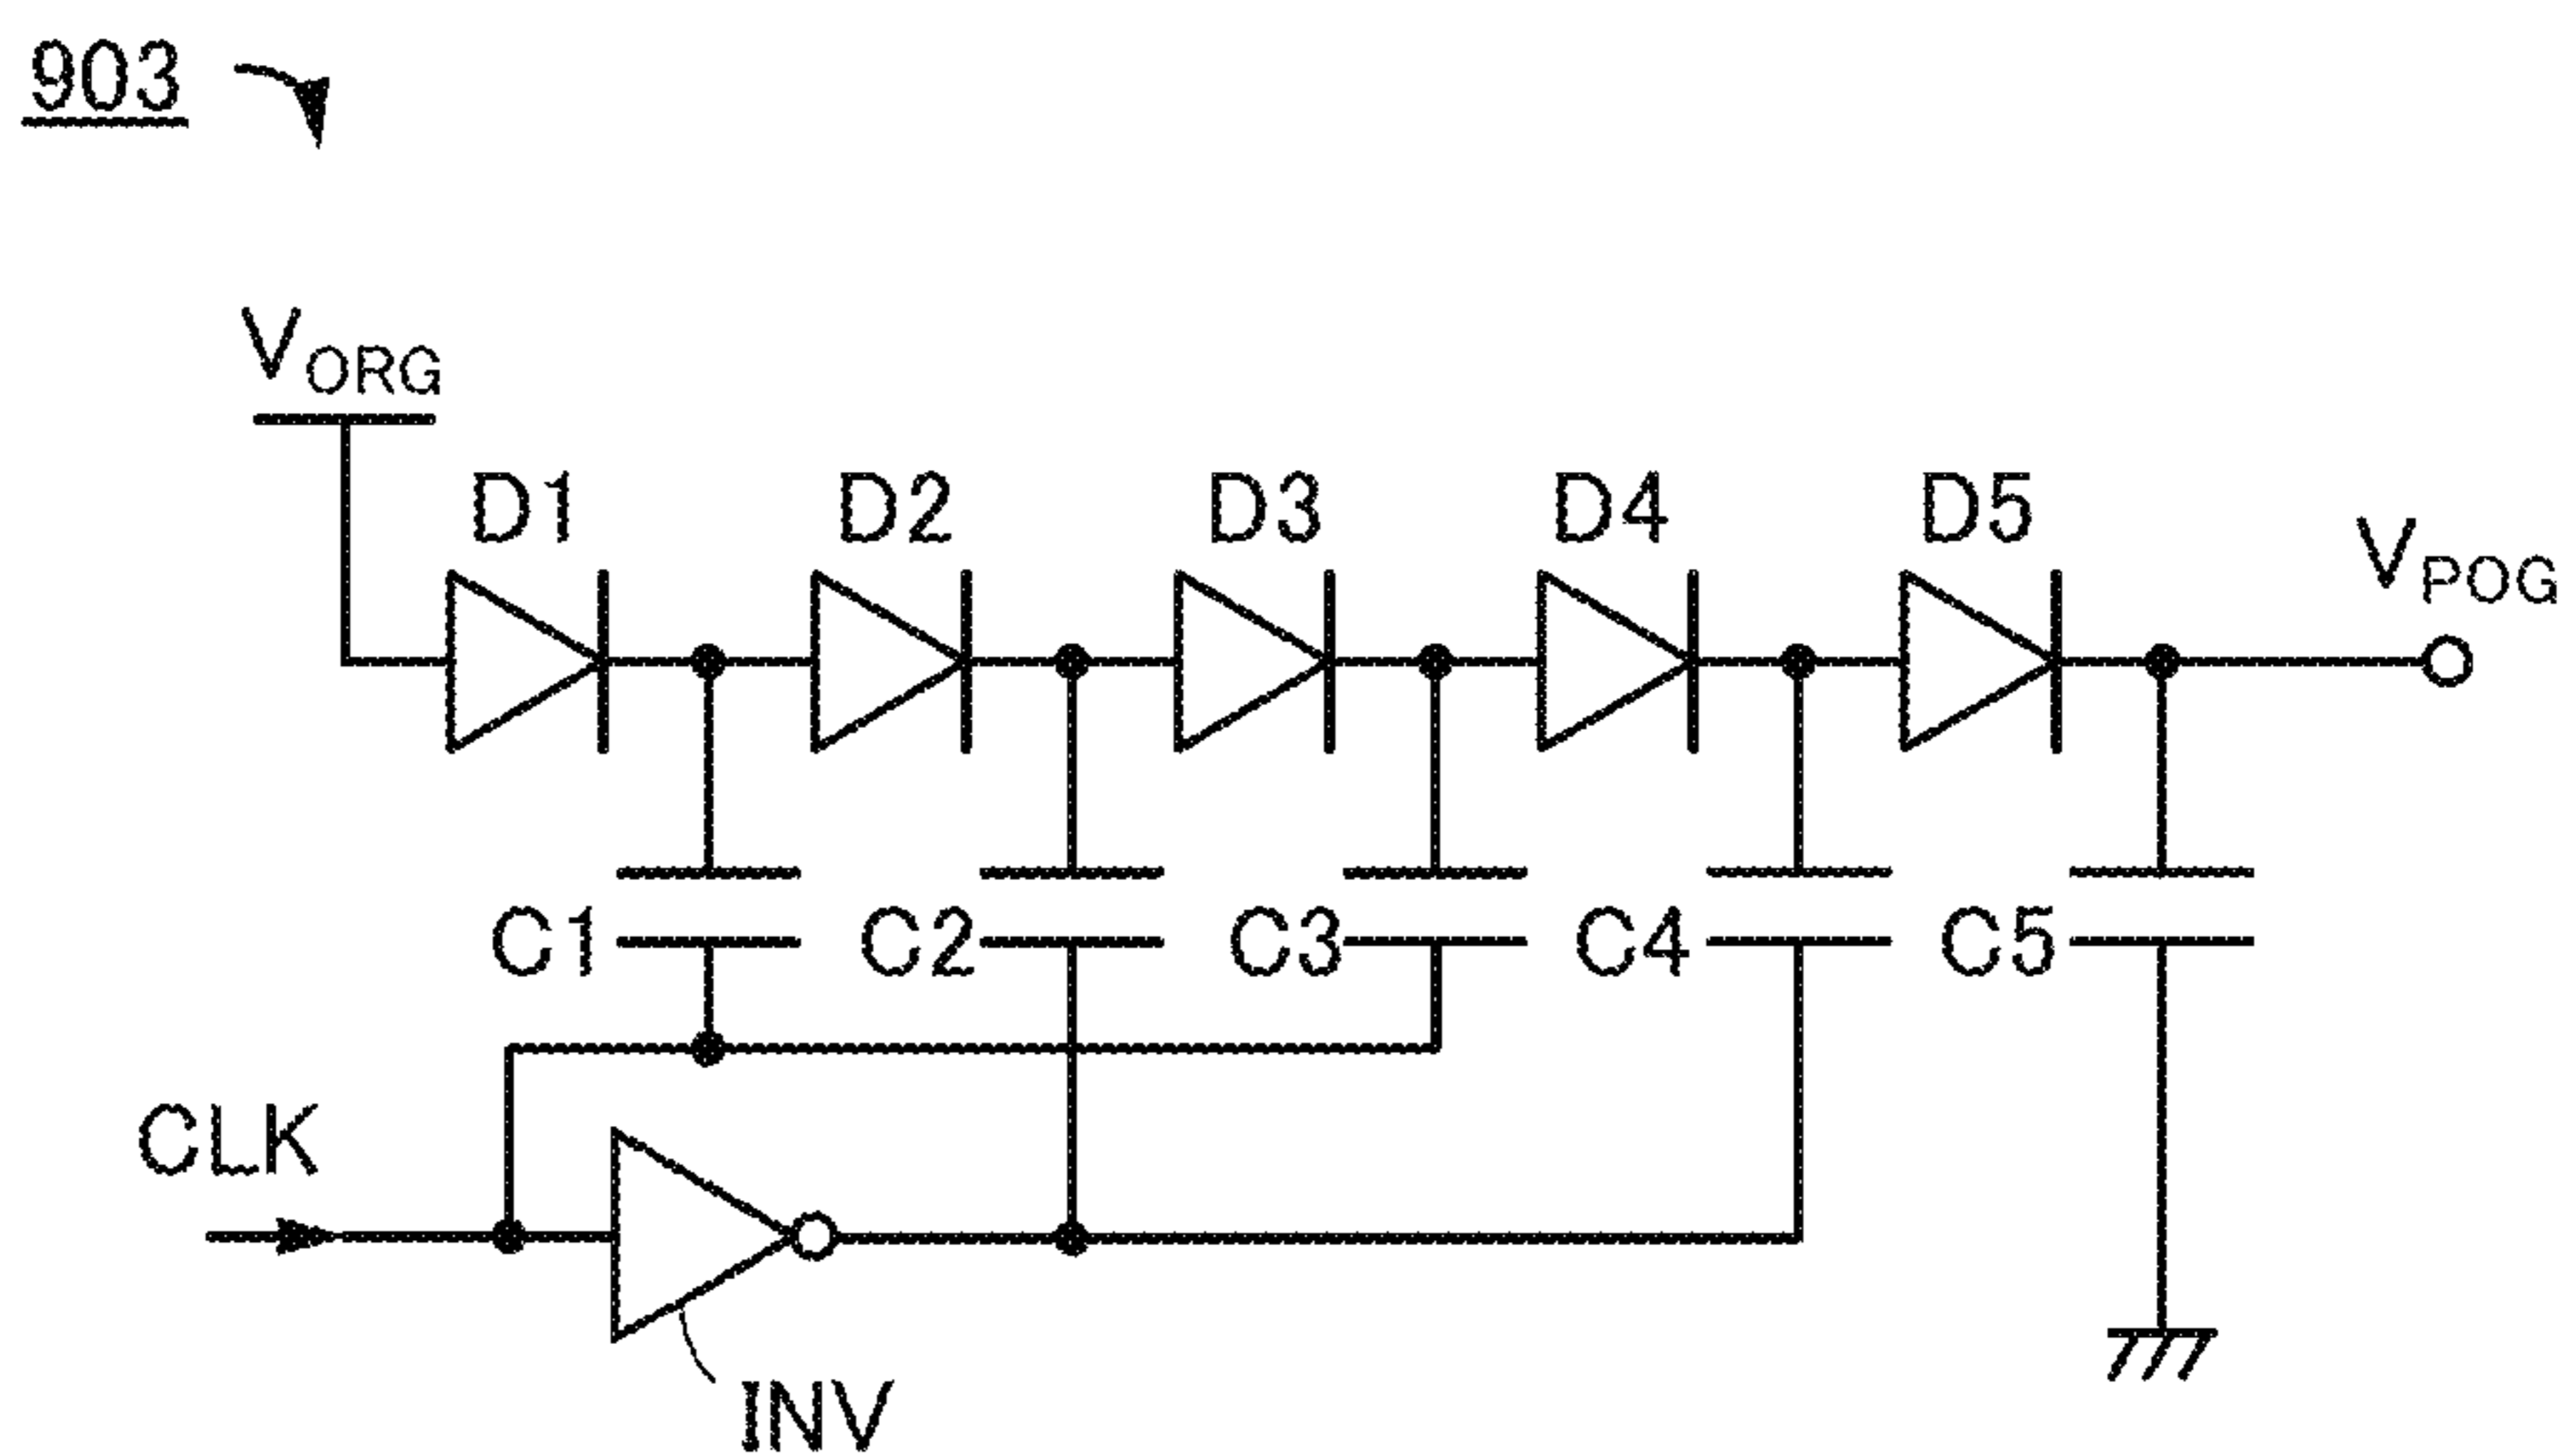 903
VORG
D1 D2 D3 D4 D5
VPOG
C1 C2 C3 C4 C5
CLK
INV